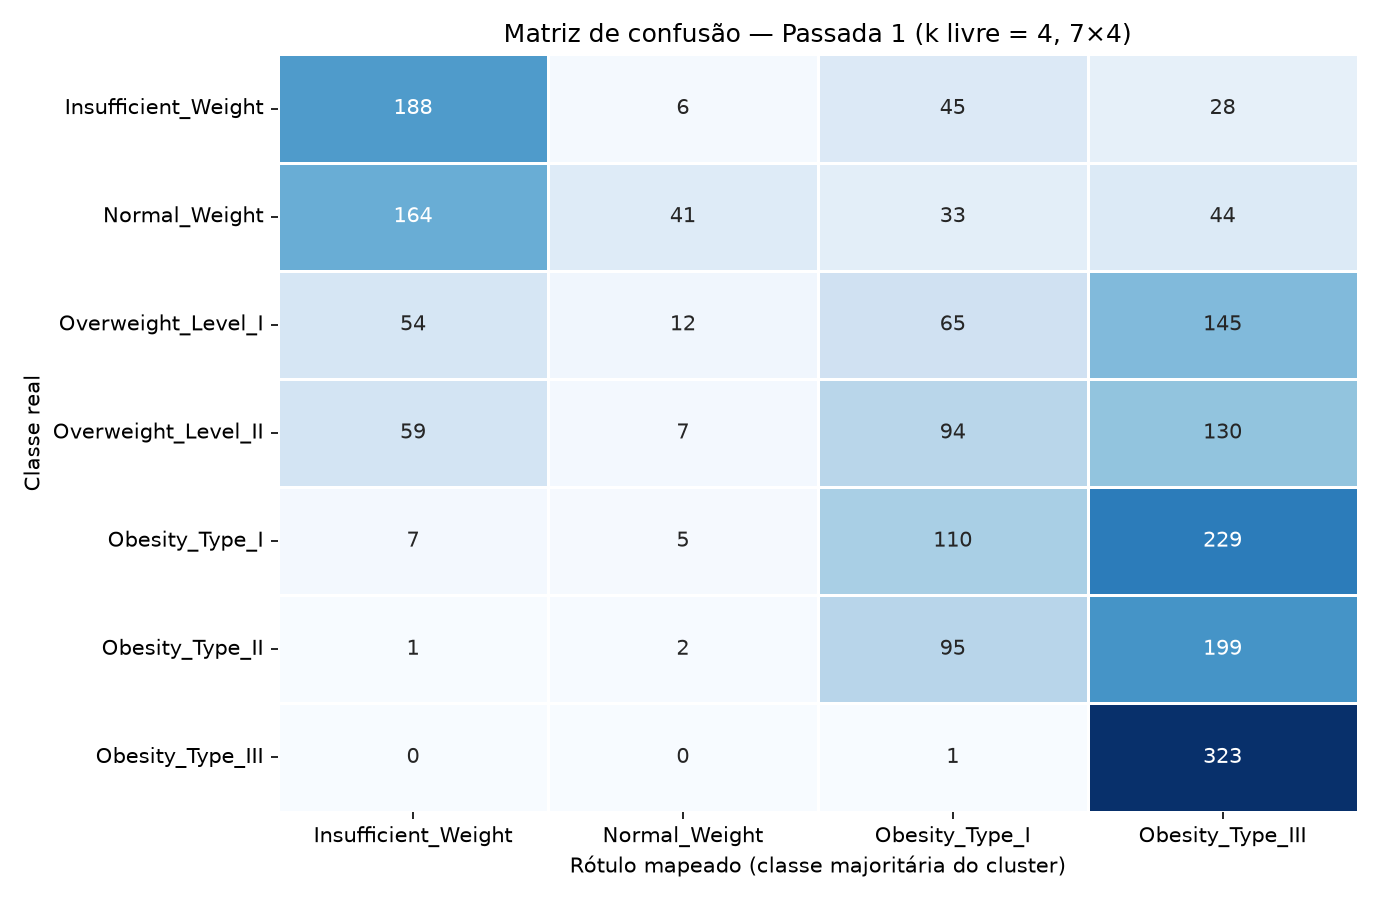 Matriz de confusão — Passada 1 (k livre = 4, 7×4)
Insufficient_Weight 188 6 45 28
Normal_Weight 164 41 33 44
Overweight_Level_I 54 12 65 145
Overweight_Level_II 59 7 94 130
Obesity_Type_I 7 5 110 229
Obesity_Type_II 1 2 95 199
Obesity_Type_III 0 0 1 323
Classe real
Insufficient_Weight Normal_Weight Obesity_Type_I Obesity_Type_III
Rótulo mapeado (classe majoritária do cluster)